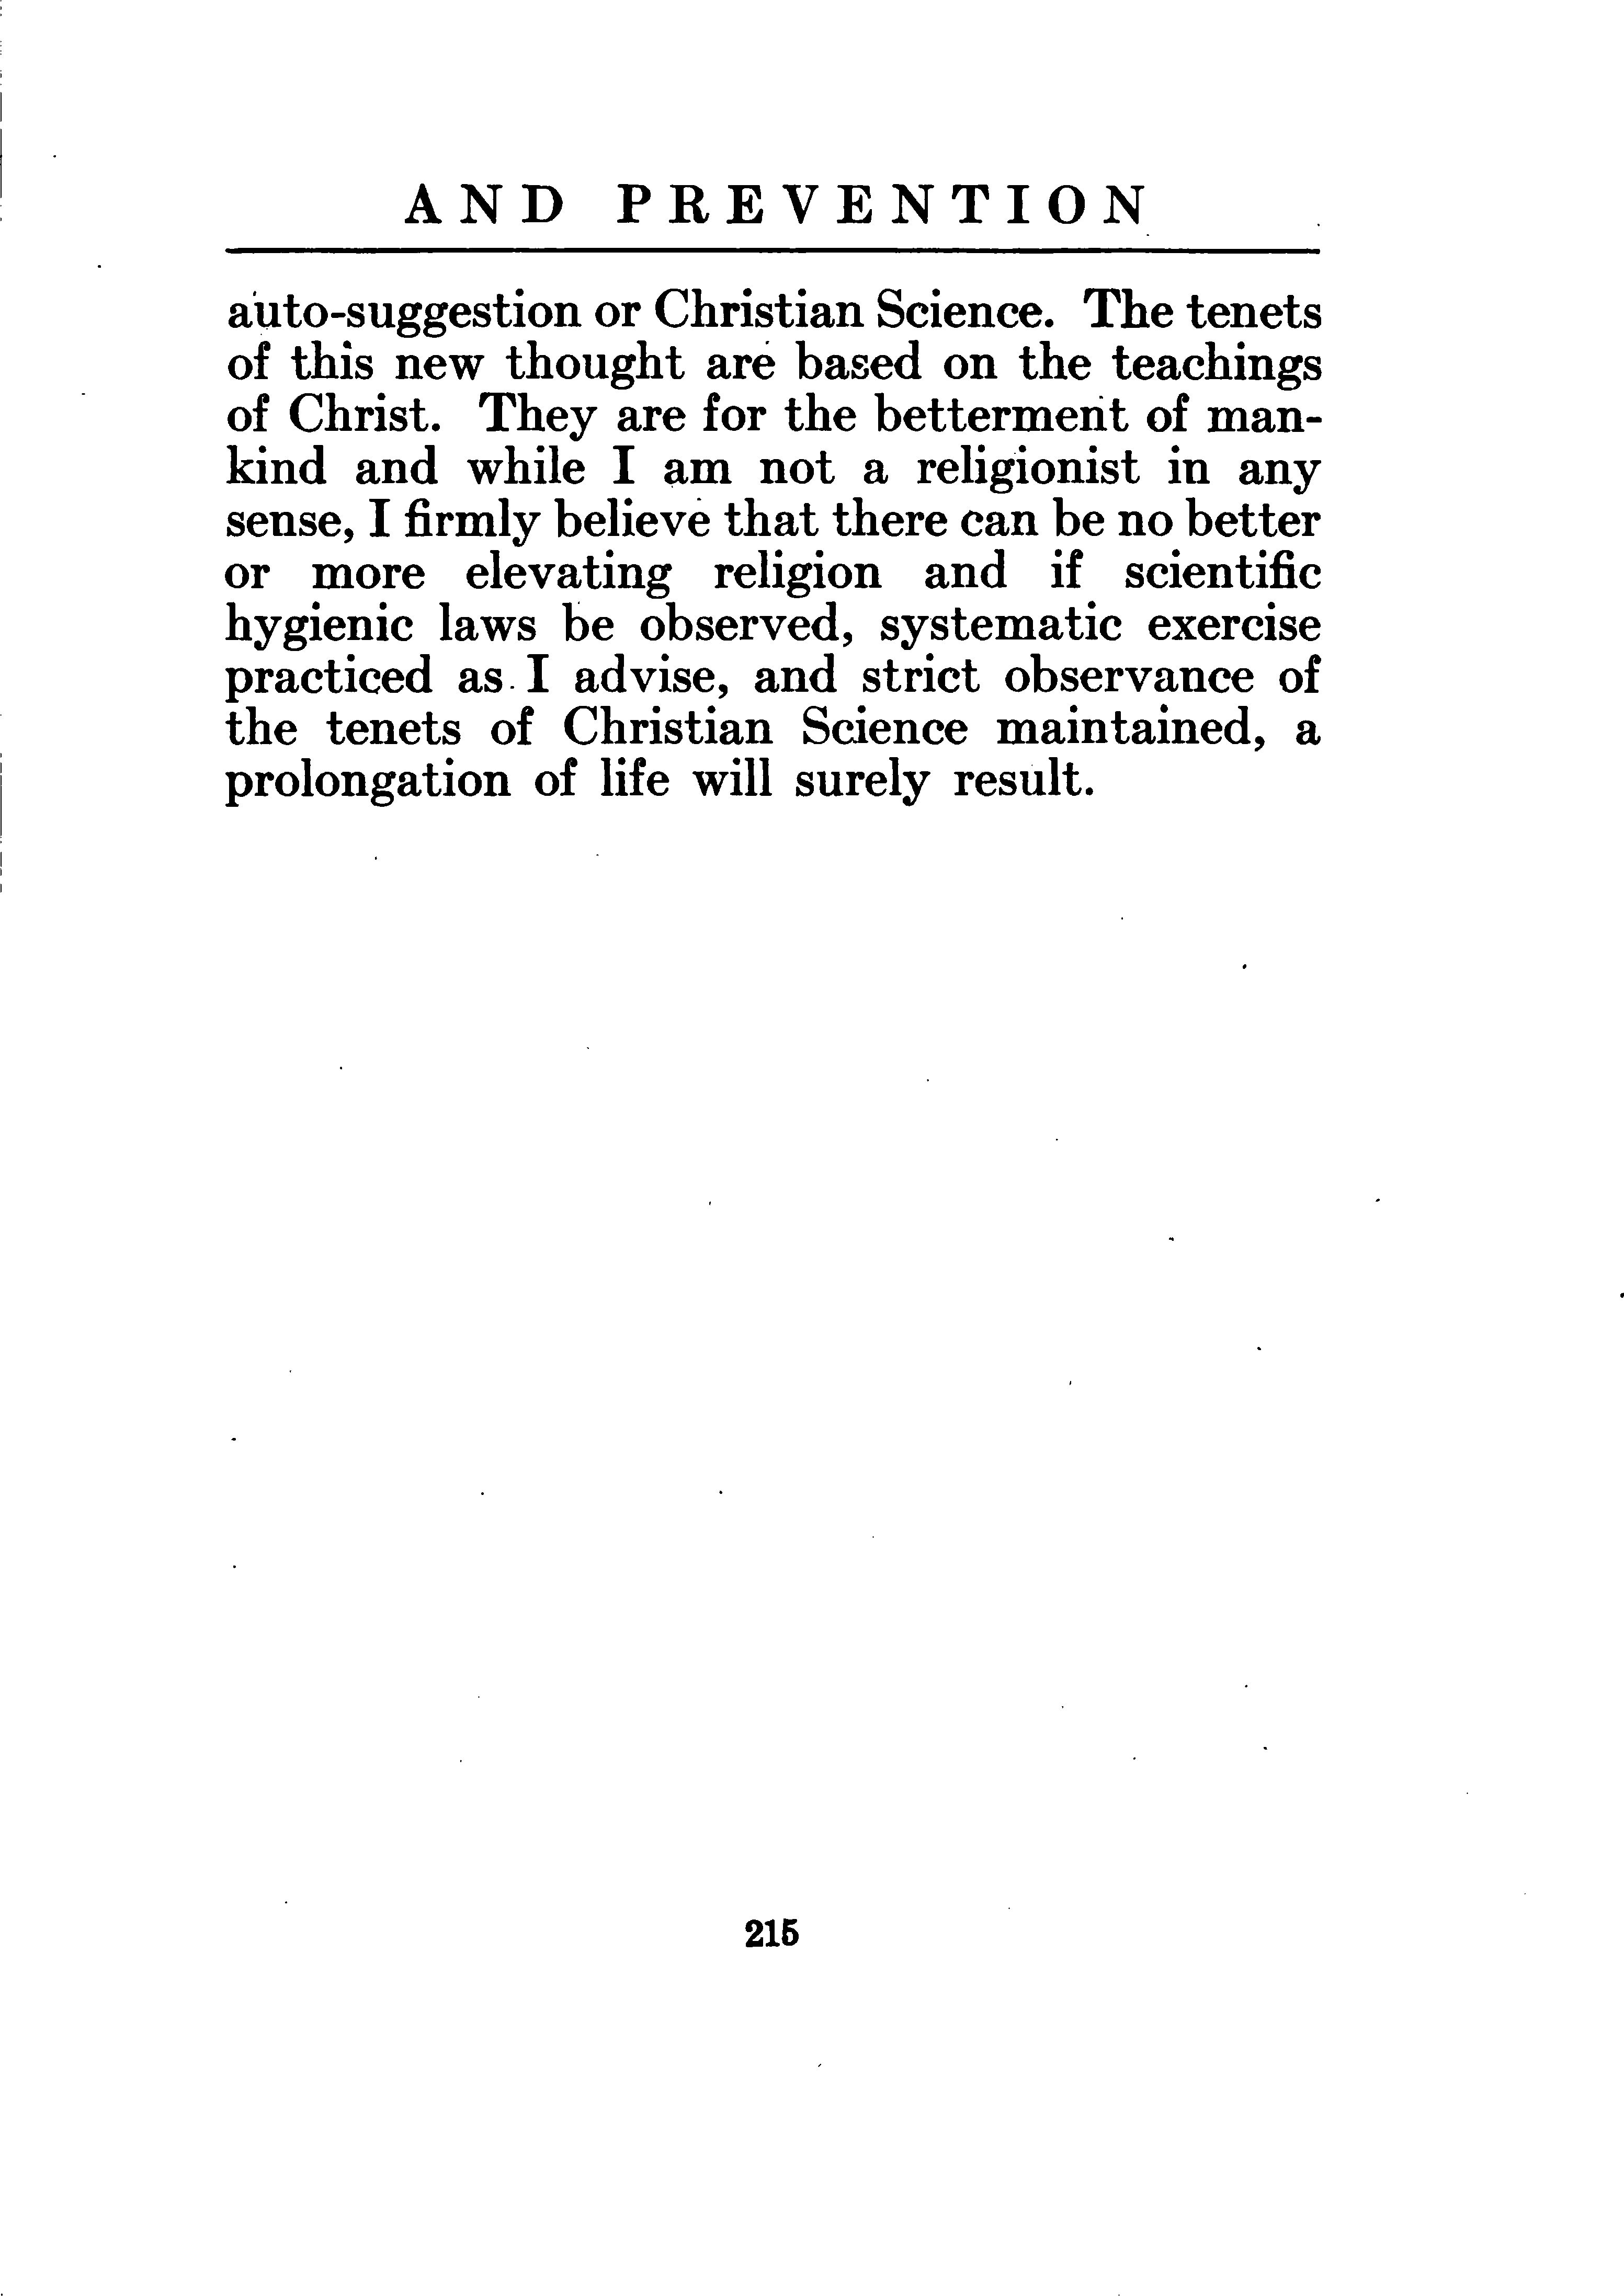 AND PREVENTION
auto-suggestion or Christian Science. The tenets
of this new thought are based on the teachings
of Christ. They are for the betterment of man-
kind and while I am not a religionist in any
sense, I firmly believe that there can be no better
or more elevating religion and if scientific
hygienic laws be observed, systematic exercise
practiced as I advise, and strict observance of
the tenets of Christian Science maintained, a
prolongation of life will surely result.
215